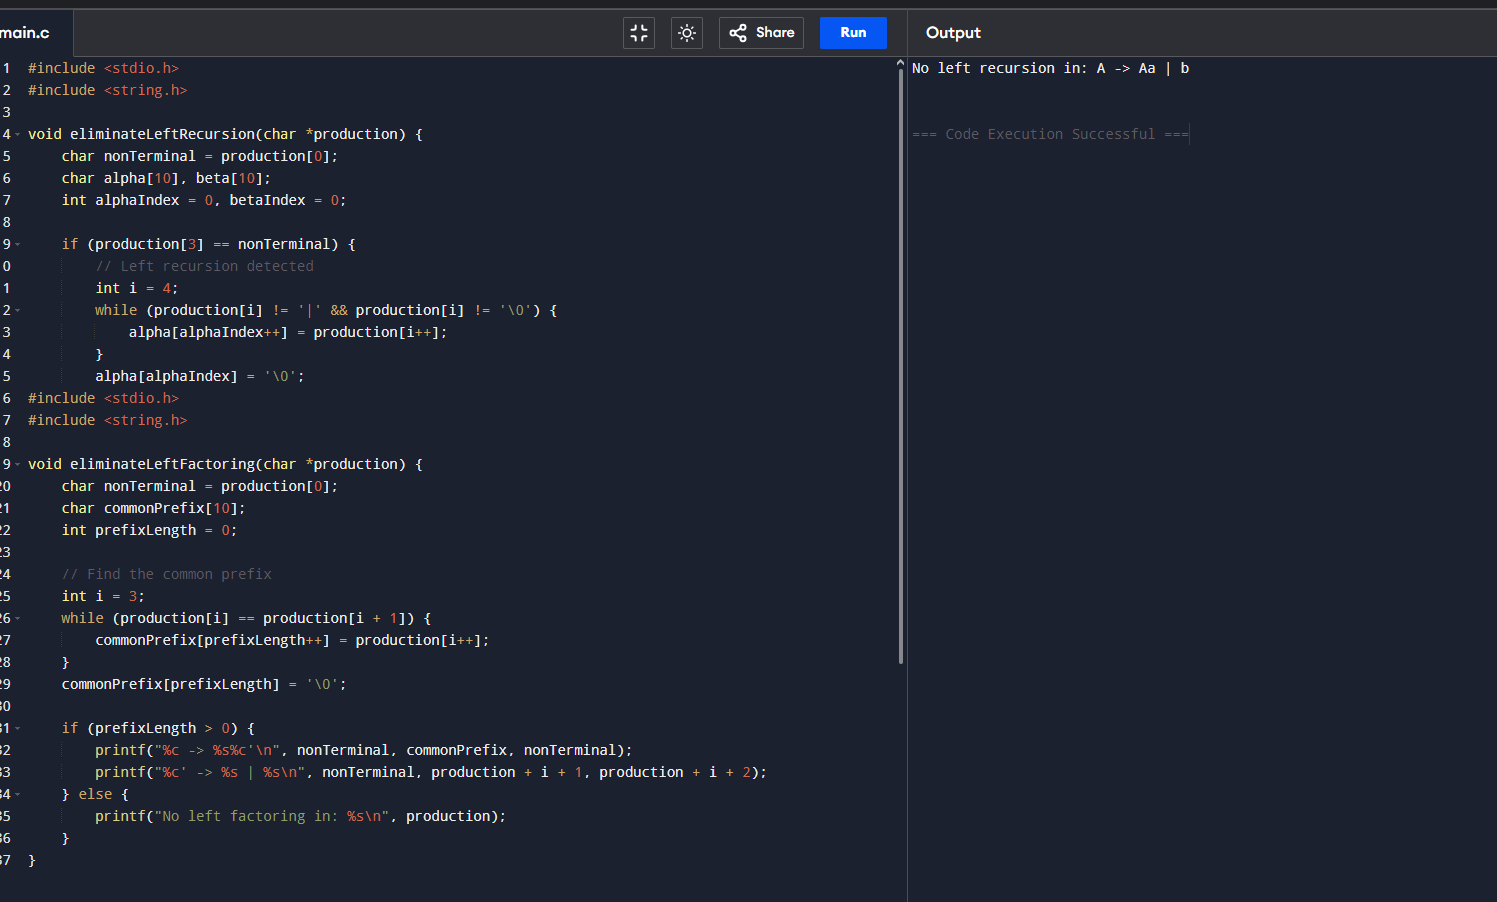 main.c
Share
Run
Output
1 #include <stdio.h>
2 #include <string.h>
3
4 void eliminateLeftRecursion(char *production) {
5     char nonTerminal = production[0];
6     char alpha[10], beta[10];
7     int alphaIndex = 0, betaIndex = 0;
8
9     if (production[3] == nonTerminal) {
0         // Left recursion detected
1         int i = 4;
2         while (production[i] != '|' && production[i] != '\0') {
3             alpha[alphaIndex++] = production[i++];
4         }
5         alpha[alphaIndex] = '\0';
6 #include <stdio.h>
7 #include <string.h>
8
9 void eliminateLeftFactoring(char *production) {
20     char nonTerminal = production[0];
21     char commonPrefix[10];
22     int prefixLength = 0;
23
24     // Find the common prefix
25     int i = 3;
26     while (production[i] == production[i + 1]) {
27         commonPrefix[prefixLength++] = production[i++];
28     }
29     commonPrefix[prefixLength] = '\0';
30
31     if (prefixLength > 0) {
32         printf("%c -> %s%c'\n", nonTerminal, commonPrefix, nonTerminal);
33         printf("%c' -> %s | %s\n", nonTerminal, production + i + 1, production + i + 2);
34     } else {
35         printf("No left factoring in: %s\n", production);
36     }
37 }
No left recursion in: A -> Aa | b
=== Code Execution Successful ===